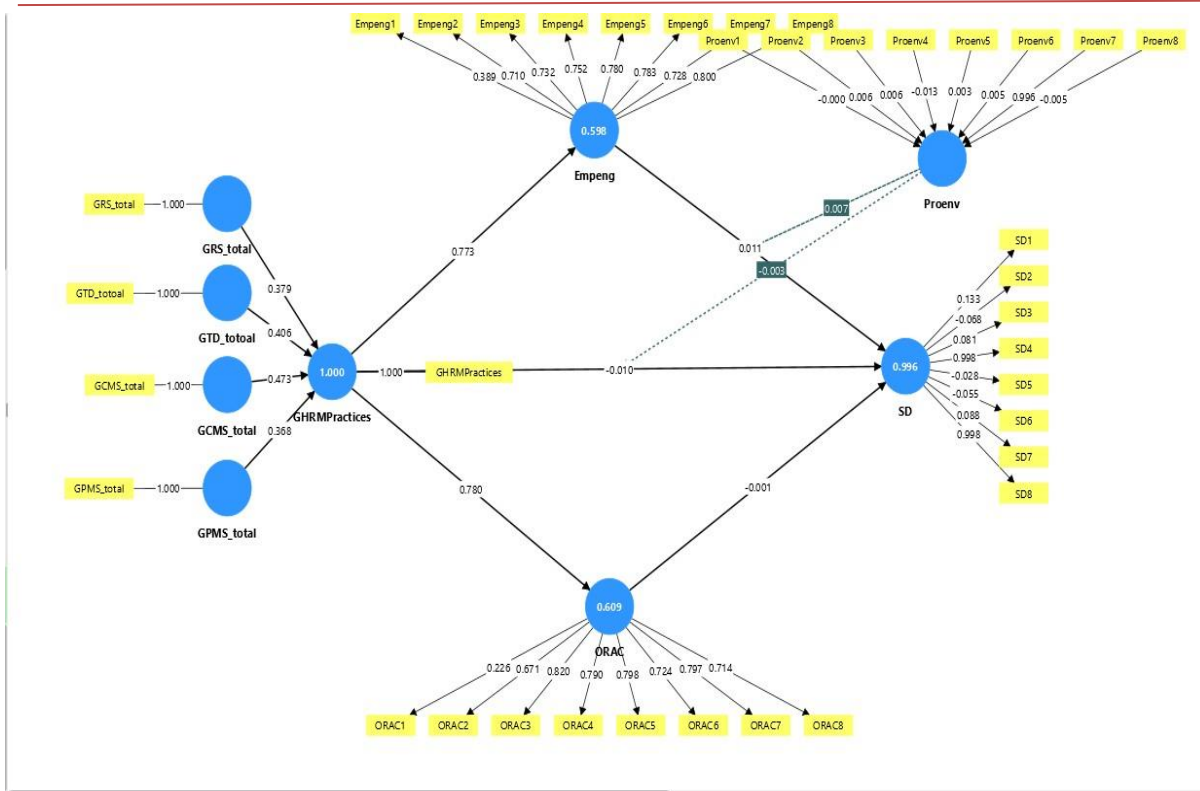 Empeng1 Empeng2 Empeng3 Empeng4 Empeng5 Empeng6 Empeng7 Empeng8
Proenv1 Proenv2 Proenv3 Proenv4 Proenv5 Proenv6 Proenv7 Proenv8
0.389 0.710 0.732 0.752 0.780 0.783 0.728 0.800
-0.000 0.006 0.006 -0.013 0.003 0.005 0.996 -0.005
0.598
Empeng
Proenv
GRS_total 1.000
GRS_total
0.007
0.379
0.773
0.011
-0.003
GTD_totoal 1.000
GTD_totoal
0.406
GCMS_total 1.000
GCMS_total
0.473
1.000
GHRMPractices
1.000 GHRMPractices
-0.010
0.996
SD
0.368
GPMS_total 1.000
GPMS_total
0.133
-0.068
0.081
0.998
-0.028
-0.055
0.088
0.998
SD1
SD2
SD3
SD4
SD5
SD6
SD7
SD8
0.780
-0.001
0.609
ORAC
0.226 0.671 0.820 0.790 0.798 0.724 0.797 0.714
ORAC1 ORAC2 ORAC3 ORAC4 ORAC5 ORAC6 ORAC7 ORAC8